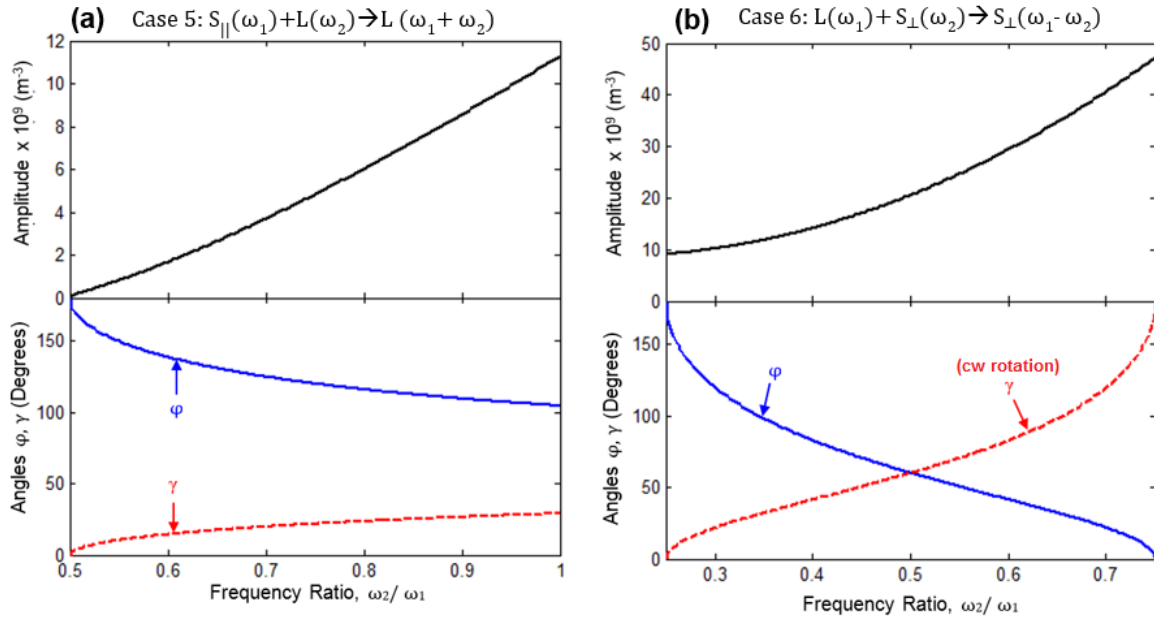 (a) Case 5: S||(ω₁)+L(ω₂)→L (ω₁+ ω₂)
12
10
8
6
4
2
0
Amplitude x 10⁹ (m⁻³)
150
100
50
0
Angles φ, γ (Degrees)
φ
γ
0.5 0.6 0.7 0.8 0.9 1
Frequency Ratio, ω₂/ ω₁
(b) Case 6: L(ω₁)+S⊥(ω₂)→S⊥(ω₁- ω₂)
50
40
30
20
10
0
Amplitude x 10⁹ (m⁻³)
150
100
50
0
Angles φ, γ (Degrees)
φ
(cw rotation)
γ
0.3 0.4 0.5 0.6 0.7
Frequency Ratio, ω₂/ ω₁